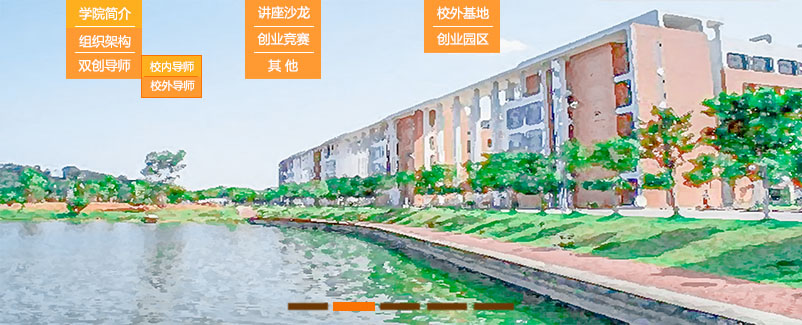 学院简介
组织架构
双创导师
校内导师
校外导师
讲座沙龙
创业竞赛
其 他
校外基地
创业园区